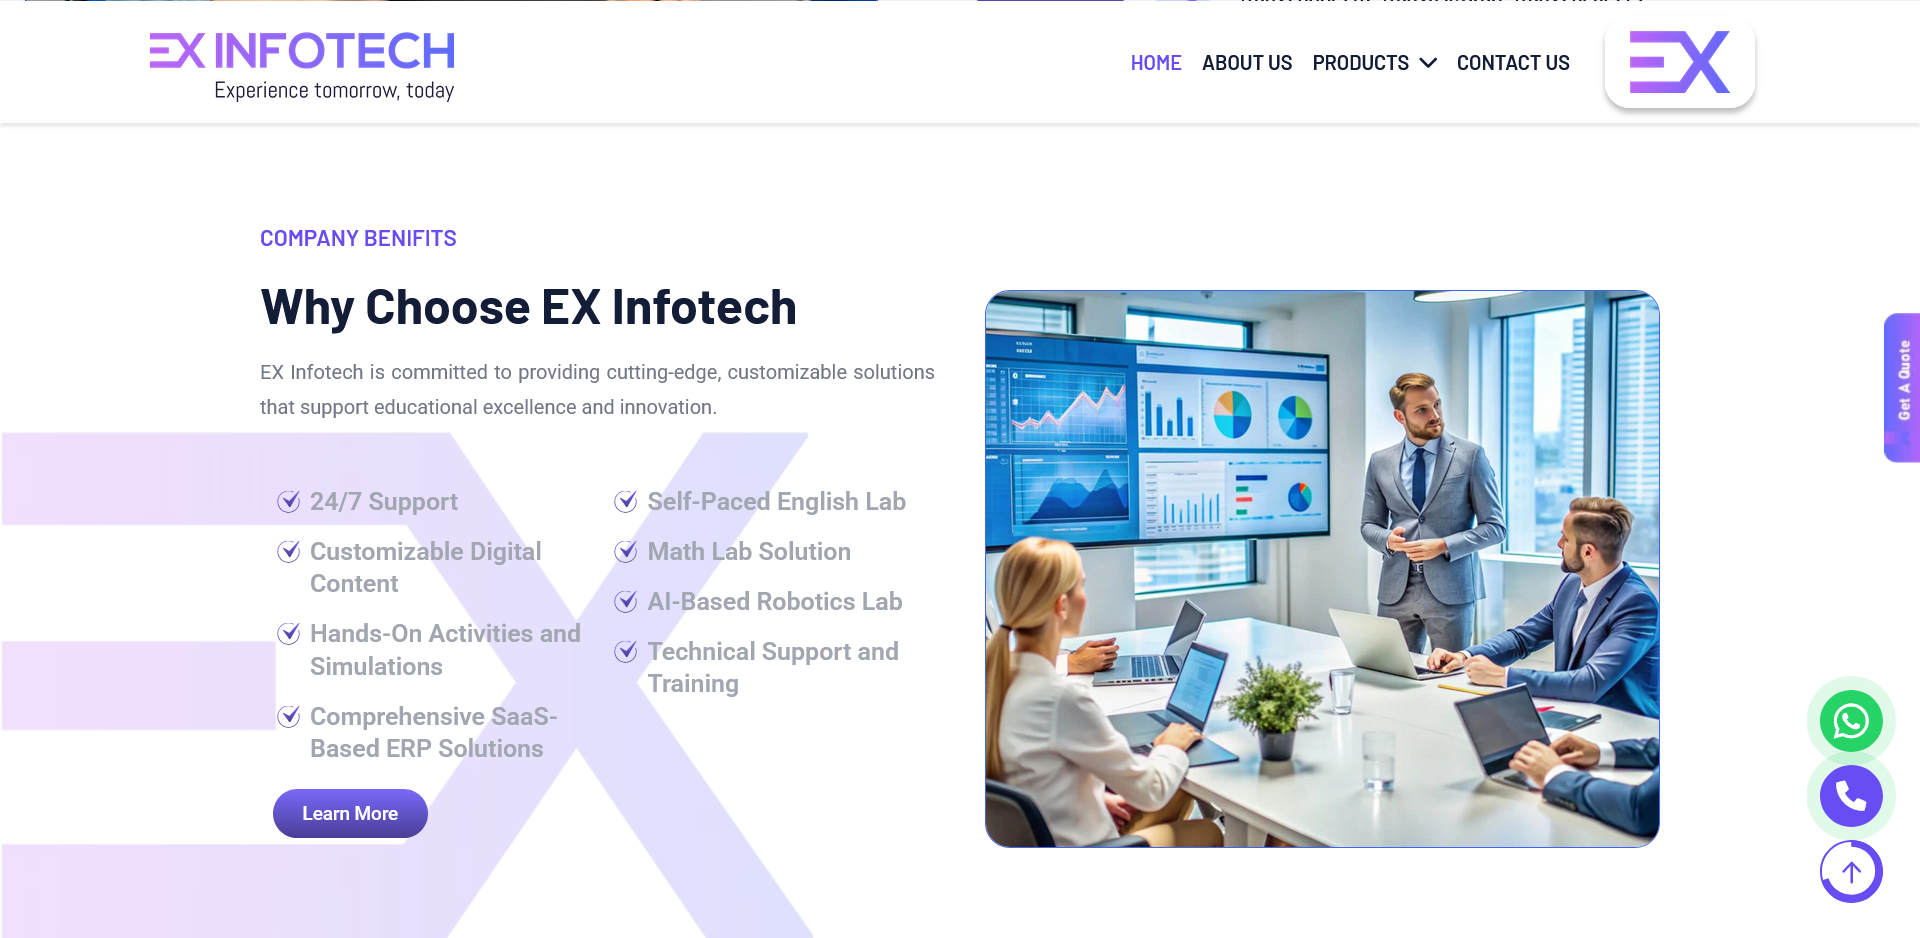 EX INFOTECH
Experience tomorrow, today
HOME
ABOUT US
PRODUCTS
CONTACT US
EX
COMPANY BENIFITS
Why Choose EX Infotech
EX Infotech is committed to providing cutting-edge, customizable solutions
that support educational excellence and innovation.
24/7 Support
Customizable Digital
Content
Hands-On Activities and
Simulations
Comprehensive SaaS-
Based ERP Solutions
Self-Paced English Lab
Math Lab Solution
AI-Based Robotics Lab
Technical Support and
Training
Learn More
Get A Quote